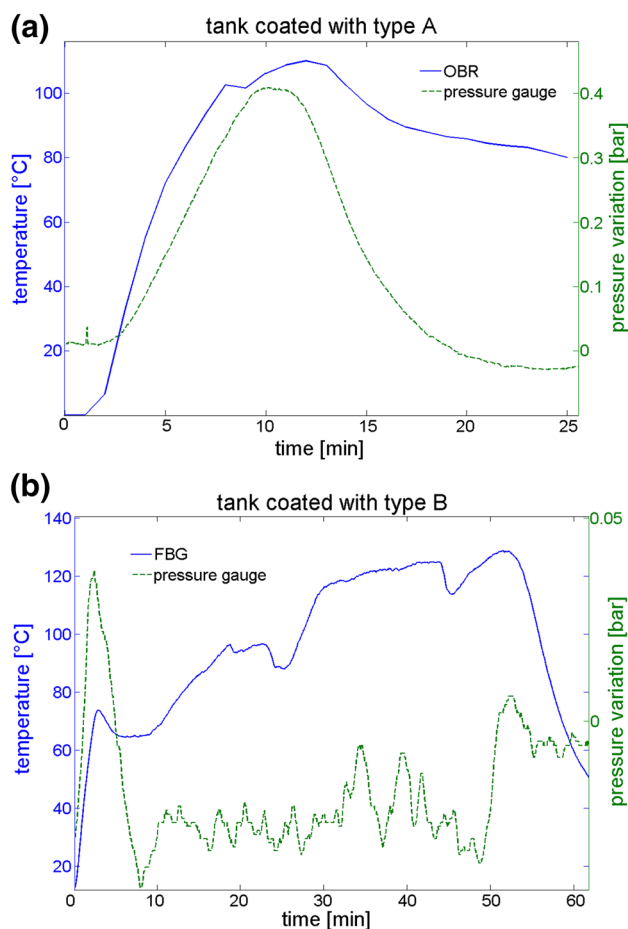 (a)
tank coated with type A
OBR
pressure gauge
temperature [°C]
100
80
60
40
20
pressure variation [bar]
0.4
0.3
0.2
0.1
0
0
5
10
15
20
25
time [min]
(b)
tank coated with type B
FBG
pressure gauge
temperature [°C]
140
120
100
80
60
40
20
pressure variation [bar]
0.05
0
0
10
20
30
40
50
60
time [min]